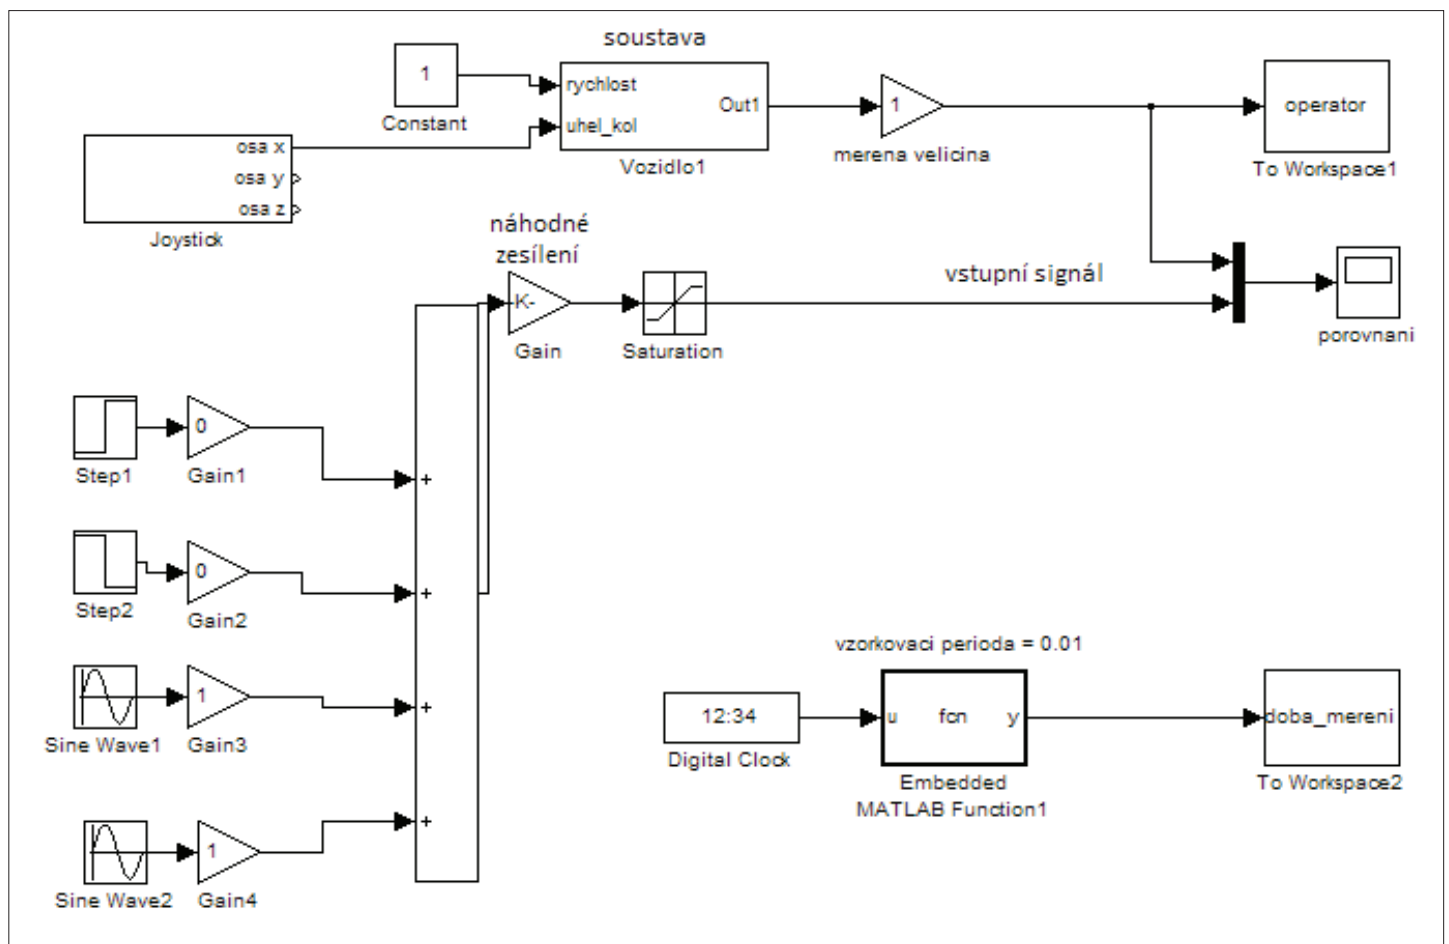 soustava
1
Constant
rychlost
uhel_kol
Out1
Vozidlo1
1
merena velicina
operator
To Workspace1
osa x
osa y
osa z
Joystick
náhodné
zesílení
K-
Gain
Saturation
vstupní signál
porovnani
Step1
0
Gain1
+
Step2
0
Gain2
+
Sine Wave1
1
Gain3
+
Sine Wave2
1
Gain4
+
vzorkovaci perioda = 0.01
12:34
Digital Clock
u
fcn
y
Embedded
MATLAB Function1
doba_mereni
To Workspace2